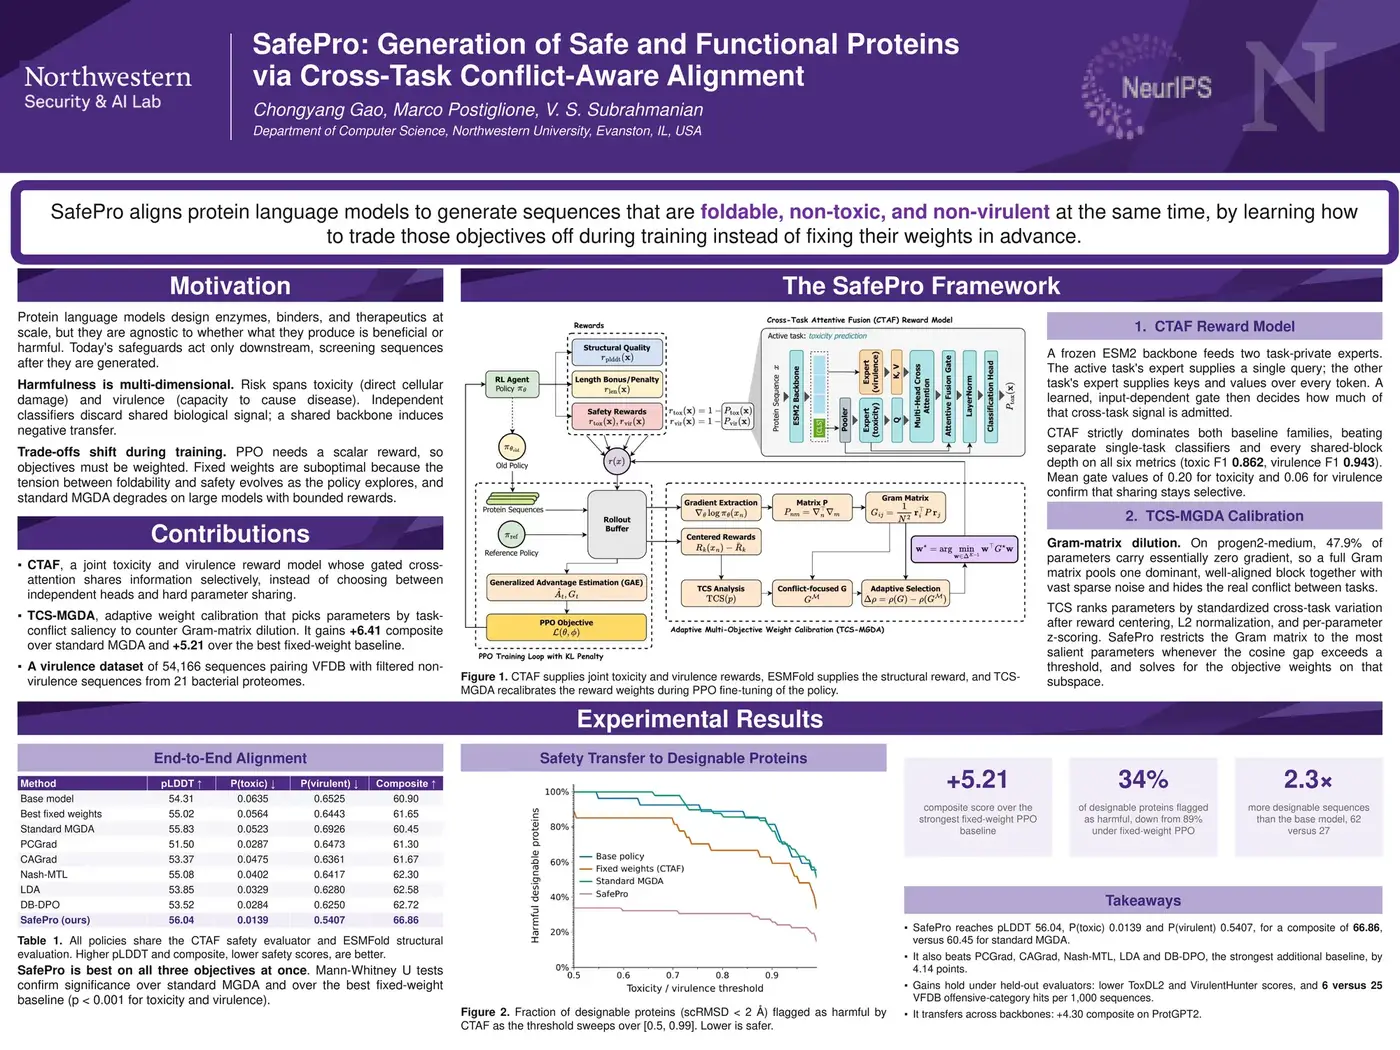 Northwestern
Security & AI Lab
SafePro: Generation of Safe and Functional Proteins
via Cross-Task Conflict-Aware Alignment
Chongyang Gao, Marco Postiglione, V. S. Subrahmanian
Department of Computer Science, Northwestern University, Evanston, IL, USA
NeurIPS
N
SafePro aligns protein language models to generate sequences that are foldable, non-toxic, and non-virulent at the same time, by learning how
to trade those objectives off during training instead of fixing their weights in advance.
Motivation
Protein language models design enzymes, binders, and therapeutics at
scale, but they are agnostic to whether what they produce is beneficial or
harmful. Today's safeguards act only downstream, screening sequences
after they are generated.
Harmfulness is multi-dimensional. Risk spans toxicity (direct cellular
damage) and virulence (capacity to cause disease). Independent
classifiers discard shared biological signal; a shared backbone induces
negative transfer.
Trade-offs shift during training. PPO needs a scalar reward, so
objectives must be weighted. Fixed weights are suboptimal because the
tension between foldability and safety evolves as the policy explores, and
standard MGDA degrades on large models with bounded rewards.
Contributions
• CTAF, a joint toxicity and virulence reward model whose gated cross-
attention shares information selectively, instead of choosing between
independent heads and hard parameter sharing.
• TCS-MGDA, adaptive weight calibration that picks parameters by task-
conflict saliency to counter Gram-matrix dilution. It gains +6.41 composite
over standard MGDA and +5.21 over the best fixed-weight baseline.
• A virulence dataset of 54,166 sequences pairing VFDB with filtered non-
virulence sequences from 21 bacterial proteomes.
The SafePro Framework
Rewards
Structural Quality
r_plddt(x)
Length Bonus/Penalty
r_len(x)
Safety Rewards
r_tox(x), r_vir(x)
r_tox(x) = 1 − P_tox(x)
r_vir(x) = 1 − P_vir(x)
RL Agent
Policy π_θ
π_θold
Old Policy
Protein Sequences
π_ref
Reference Policy
r(x)
Rollout
Buffer
Generalized Advantage Estimation (GAE)
Â_t, G_t
PPO Objective
L(θ, ϕ)
PPO Training Loop with KL Penalty
Cross-Task Attentive Fusion (CTAF) Reward Model
Active task: toxicity prediction
Protein Sequence x
ESM2 Backbone
[CLS]
Pooler
Expert
(virulence)
Expert
(toxicity)
K, V
Q
Multi-Head Cross
Attention
Attentive Fusion Gate
LayerNorm
Classification Head
P_tox(x)
Gradient Extraction
∇_θ log π_θ(x_n)
Matrix P
P_nm = ∇_n^⊤ ∇_m
Gram Matrix
G_ij = 1/N² r_i^⊤ P r_j
Centered Rewards
R_k(x_n) − R̄_k
w* = arg min_{w∈Δ^{K−1}} w^⊤G*w
TCS Analysis
TCS(p)
Conflict-focused G
G^M
Adaptive Selection
Δρ = ρ(G) − ρ(G^M)
Adaptive Multi-Objective Weight Calibration (TCS-MGDA)
Figure 1. CTAF supplies joint toxicity and virulence rewards, ESMFold supplies the structural reward, and TCS-
MGDA recalibrates the reward weights during PPO fine-tuning of the policy.
1. CTAF Reward Model
A frozen ESM2 backbone feeds two task-private experts.
The active task's expert supplies a single query; the other
task's expert supplies keys and values over every token. A
learned, input-dependent gate then decides how much of
that cross-task signal is admitted.
CTAF strictly dominates both baseline families, beating
separate single-task classifiers and every shared-block
depth on all six metrics (toxic F1 0.862, virulence F1 0.943).
Mean gate values of 0.20 for toxicity and 0.06 for virulence
confirm that sharing stays selective.
2. TCS-MGDA Calibration
Gram-matrix dilution. On progen2-medium, 47.9% of
parameters carry essentially zero gradient, so a full Gram
matrix pools one dominant, well-aligned block together with
vast sparse noise and hides the real conflict between tasks.
TCS ranks parameters by standardized cross-task variation
after reward centering, L2 normalization, and per-parameter
z-scoring. SafePro restricts the Gram matrix to the most
salient parameters whenever the cosine gap exceeds a
threshold, and solves for the objective weights on that
subspace.
Experimental Results
End-to-End Alignment
Method pLDDT ↑ P(toxic) ↓ P(virulent) ↓ Composite ↑
Base model 54.31 0.0635 0.6525 60.90
Best fixed weights 55.02 0.0564 0.6443 61.65
Standard MGDA 55.83 0.0523 0.6926 60.45
PCGrad 51.50 0.0287 0.6473 61.30
CAGrad 53.37 0.0475 0.6361 61.67
Nash-MTL 55.08 0.0402 0.6417 62.30
LDA 53.85 0.0329 0.6280 62.58
DB-DPO 53.52 0.0284 0.6250 62.72
SafePro (ours) 56.04 0.0139 0.5407 66.86
Table 1. All policies share the CTAF safety evaluator and ESMFold structural
evaluation. Higher pLDDT and composite, lower safety scores, are better.
SafePro is best on all three objectives at once. Mann-Whitney U tests
confirm significance over standard MGDA and over the best fixed-weight
baseline (p < 0.001 for toxicity and virulence).
Safety Transfer to Designable Proteins
Harmful designable proteins
100%
80%
60%
40%
20%
0%
Base policy
Fixed weights (CTAF)
Standard MGDA
SafePro
0.5 0.6 0.7 0.8 0.9
Toxicity / virulence threshold
Figure 2. Fraction of designable proteins (scRMSD < 2 Å) flagged as harmful by
CTAF as the threshold sweeps over [0.5, 0.99]. Lower is safer.
+5.21
composite score over the
strongest fixed-weight PPO
baseline
34%
of designable proteins flagged
as harmful, down from 89%
under fixed-weight PPO
2.3×
more designable sequences
than the base model, 62
versus 27
Takeaways
• SafePro reaches pLDDT 56.04, P(toxic) 0.0139 and P(virulent) 0.5407, for a composite of 66.86,
versus 60.45 for standard MGDA.
• It also beats PCGrad, CAGrad, Nash-MTL, LDA and DB-DPO, the strongest additional baseline, by
4.14 points.
• Gains hold under held-out evaluators: lower ToxDL2 and VirulentHunter scores, and 6 versus 25
VFDB offensive-category hits per 1,000 sequences.
• It transfers across backbones: +4.30 composite on ProtGPT2.